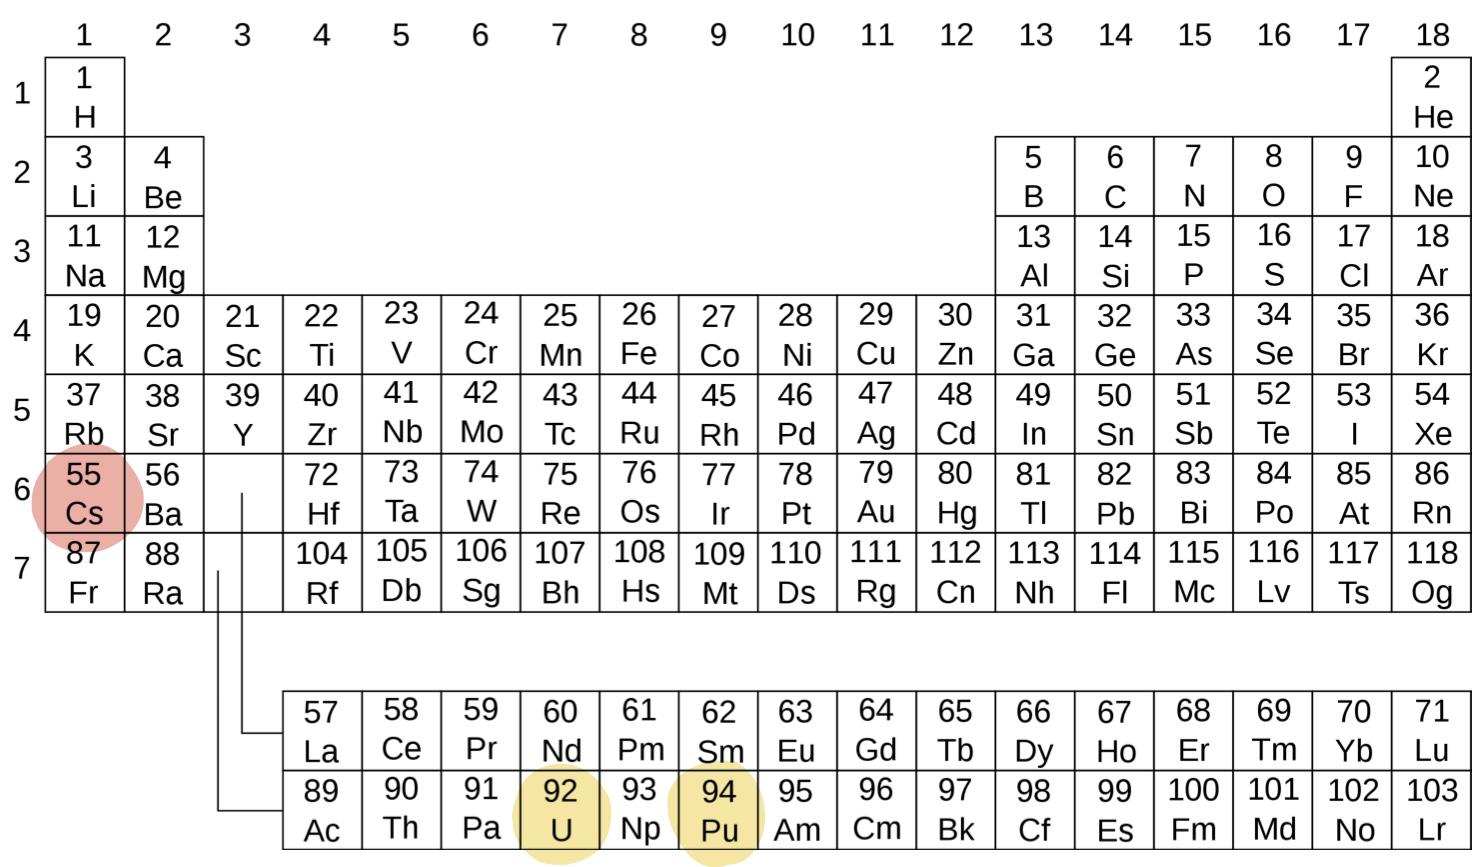 1 2 3 4 5 6 7 8 9 10 11 12 13 14 15 16 17 18
1 1 2
H He
2 3 4 5 6 7 8 9 10
Li Be B C N O F Ne
3 11 12 13 14 15 16 17 18
Na Mg Al Si P S Cl Ar
4 19 20 21 22 23 24 25 26 27 28 29 30 31 32 33 34 35 36
K Ca Sc Ti V Cr Mn Fe Co Ni Cu Zn Ga Ge As Se Br Kr
5 37 38 39 40 41 42 43 44 45 46 47 48 49 50 51 52 53 54
Rb Sr Y Zr Nb Mo Tc Ru Rh Pd Ag Cd In Sn Sb Te I Xe
6 55 56 72 73 74 75 76 77 78 79 80 81 82 83 84 85 86
Cs Ba Hf Ta W Re Os Ir Pt Au Hg Tl Pb Bi Po At Rn
7 87 88 104 105 106 107 108 109 110 111 112 113 114 115 116 117 118
Fr Ra Rf Db Sg Bh Hs Mt Ds Rg Cn Nh Fl Mc Lv Ts Og
57 58 59 60 61 62 63 64 65 66 67 68 69 70 71
La Ce Pr Nd Pm Sm Eu Gd Tb Dy Ho Er Tm Yb Lu
89 90 91 92 93 94 95 96 97 98 99 100 101 102 103
Ac Th Pa U Np Pu Am Cm Bk Cf Es Fm Md No Lr